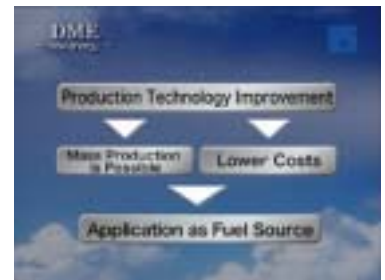 DME
Production Technology Improvement
Mass Production
is Possible
Lower Costs
Application as Fuel Source